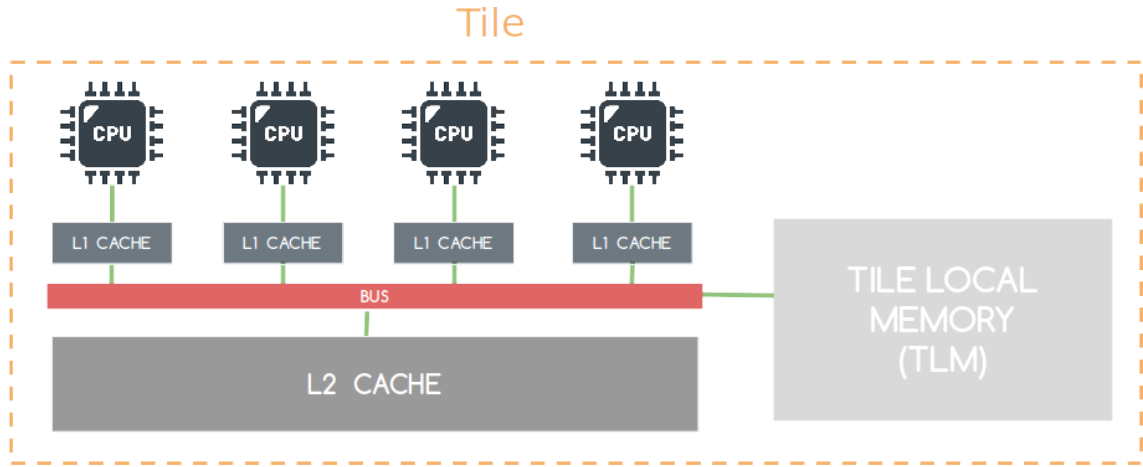 Tile
CPU CPU CPU CPU
L1 CACHE L1 CACHE L1 CACHE L1 CACHE
BUS
TILE LOCAL
MEMORY
(TLM)
L2 CACHE